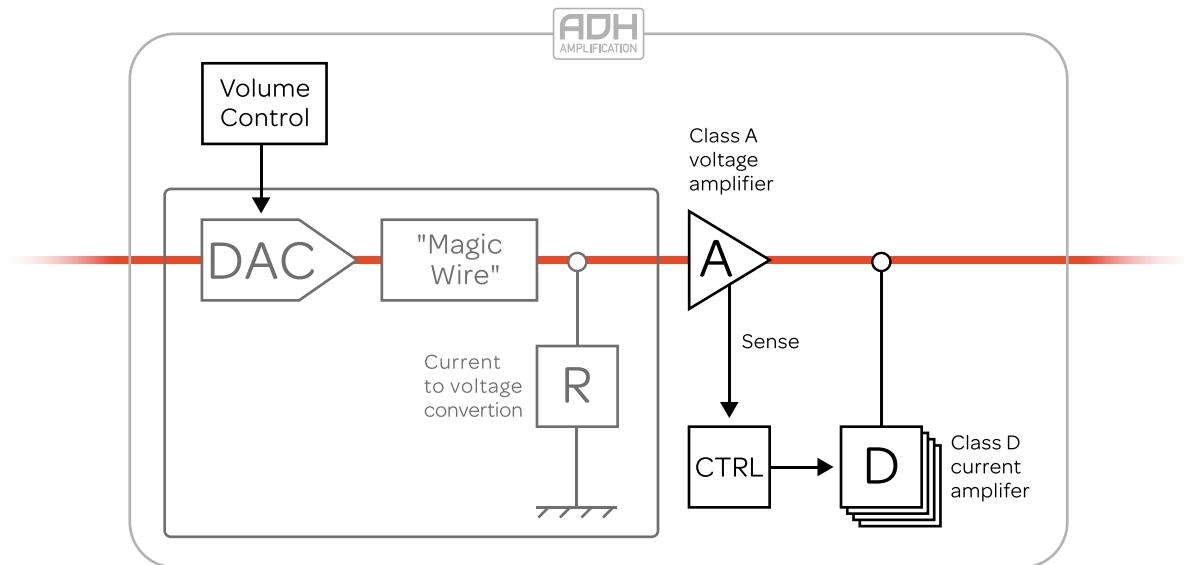 ADH
AMPLIFICATION
Volume
Control
DAC
"Magic
Wire"
Current
to voltage
convertion
R
Class A
voltage
amplifier
A
Sense
CTRL
D
Class D
current
amplifer